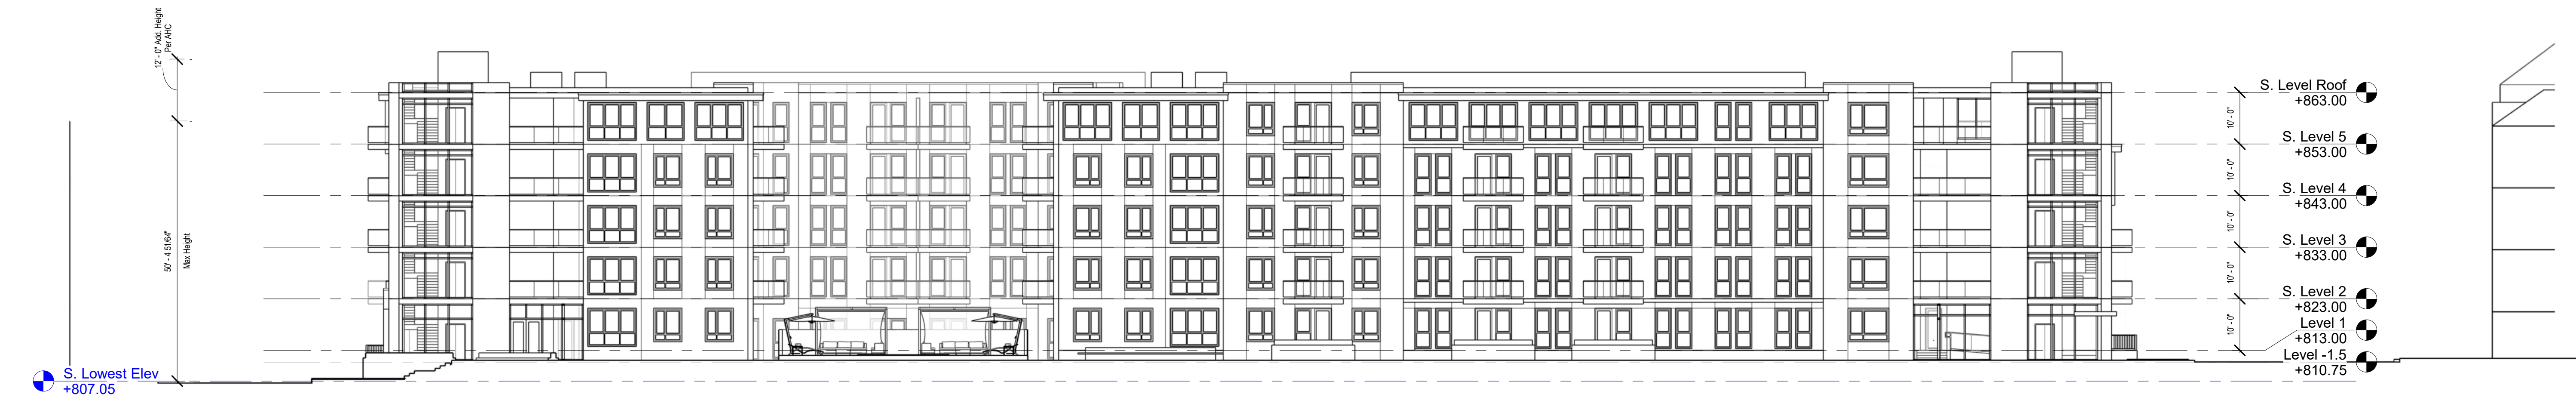 12' - 0" Add. Height
Per AHC
50' - 4 51/64"
Max Height
S. Lowest Elev
+807.05
10' - 0"
10' - 0"
10' - 0"
10' - 0"
10' - 0"
S. Level Roof
+863.00
S. Level 5
+853.00
S. Level 4
+843.00
S. Level 3
+833.00
S. Level 2
+823.00
Level 1
+813.00
Level -1.5
+810.75